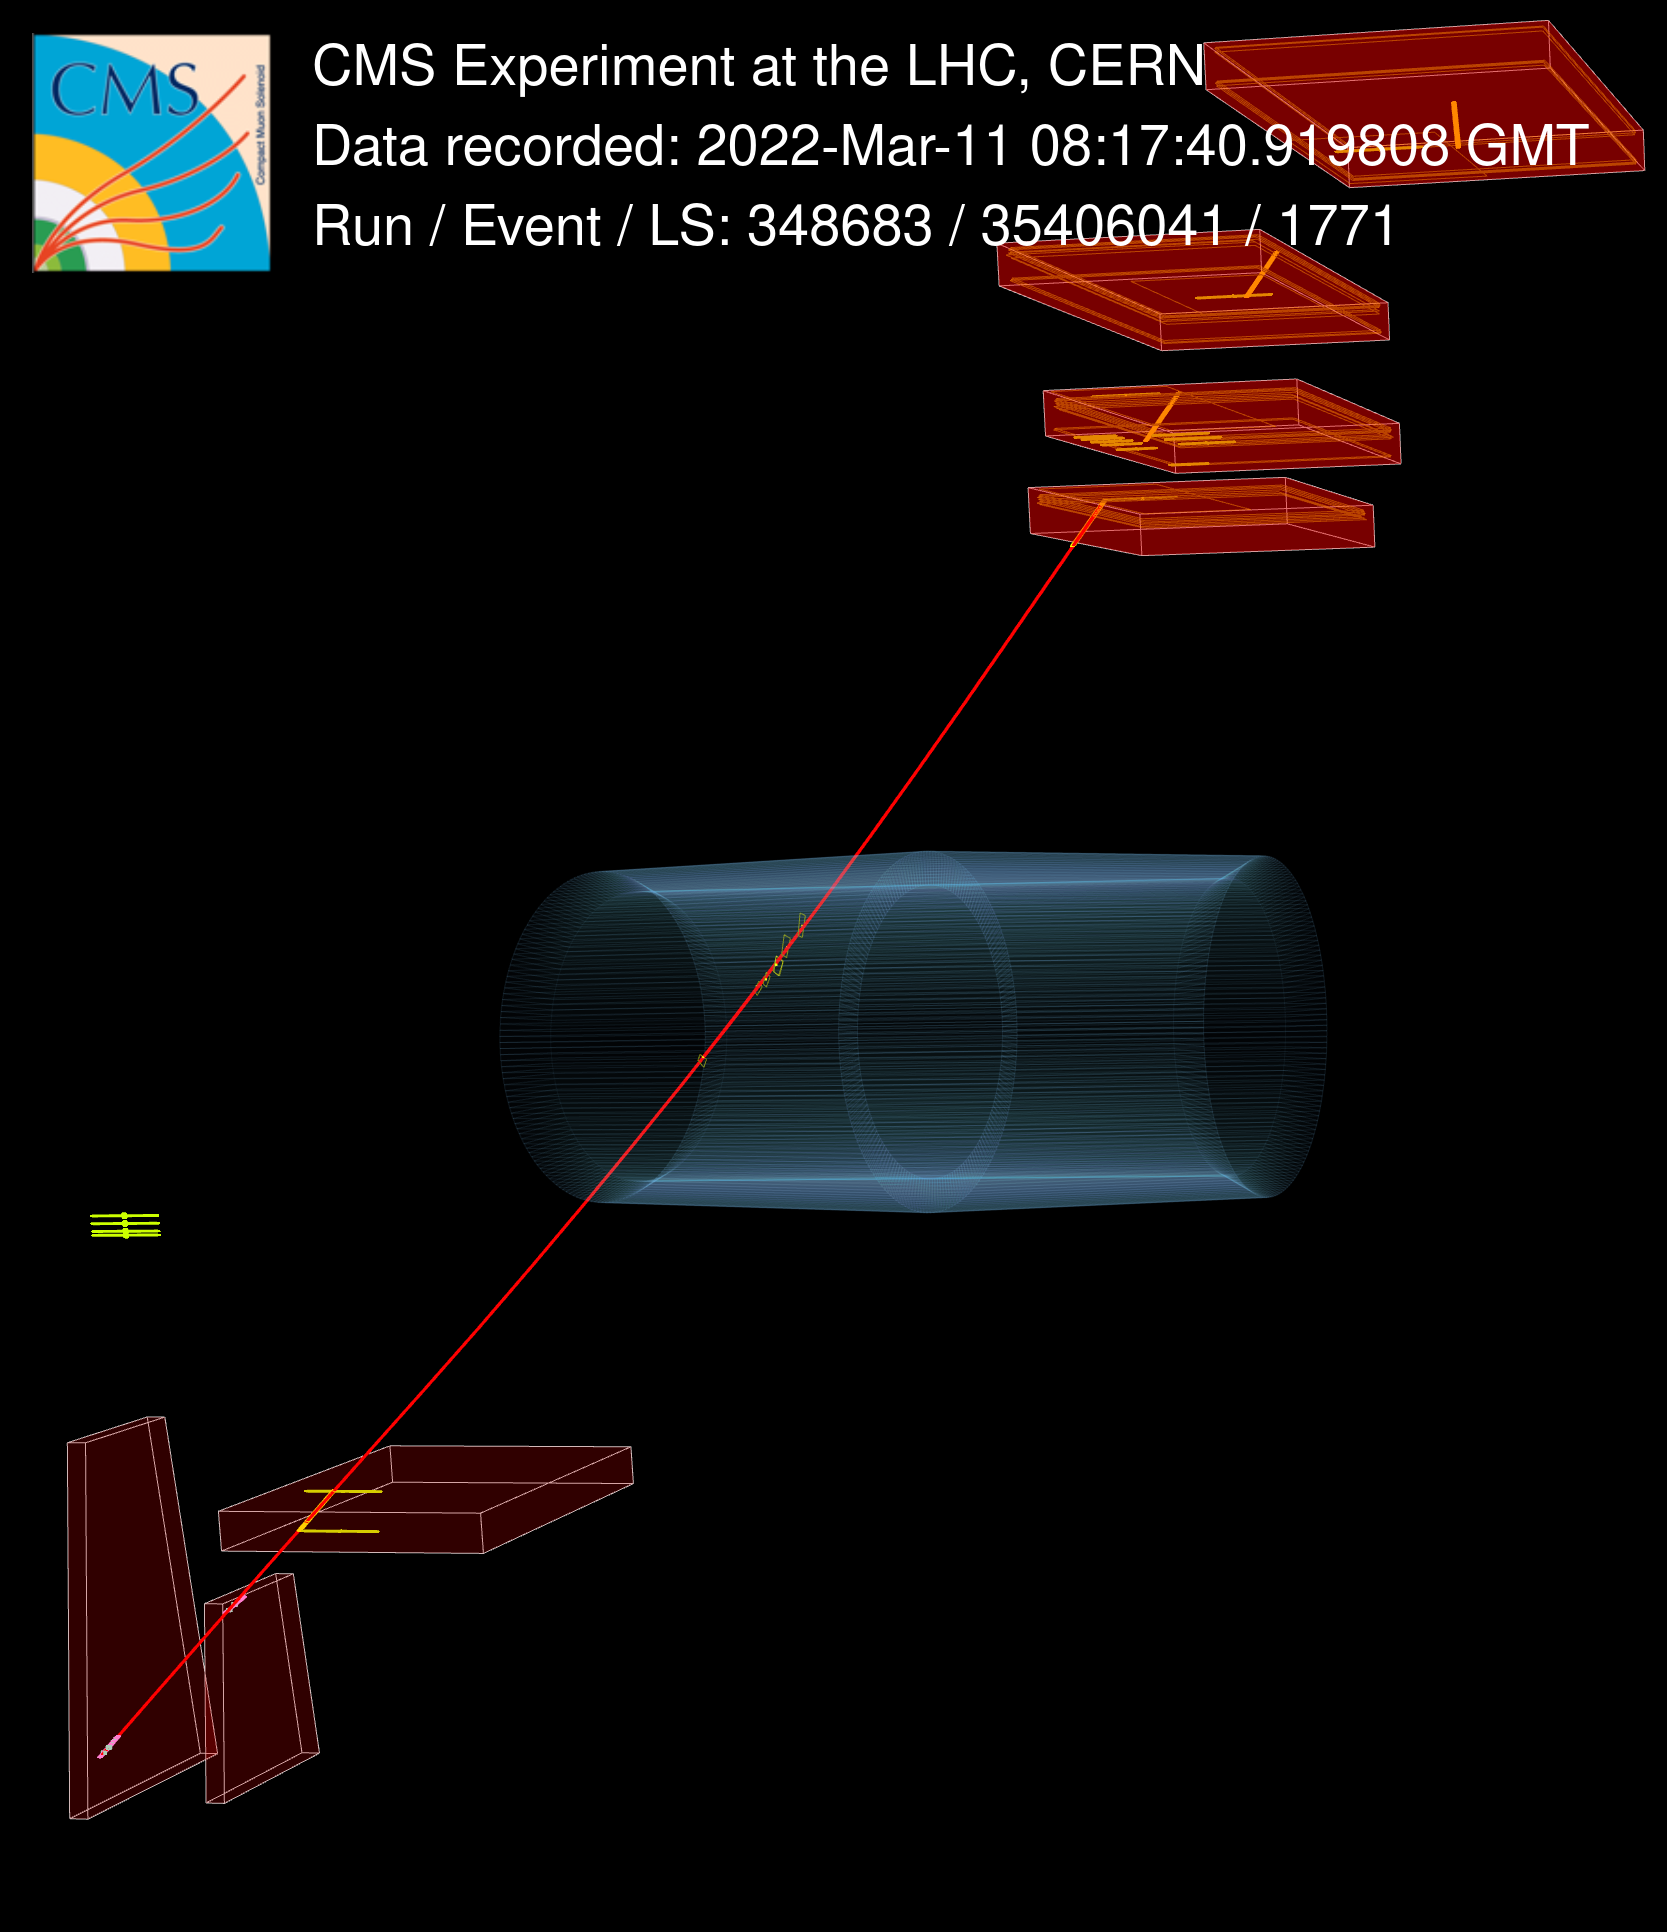 CMS
Compact Muon Solenoid
CMS Experiment at the LHC, CERN
Data recorded: 2022-Mar-11 08:17:40.919808 GMT
Run / Event / LS: 348683 / 35406041 / 1771